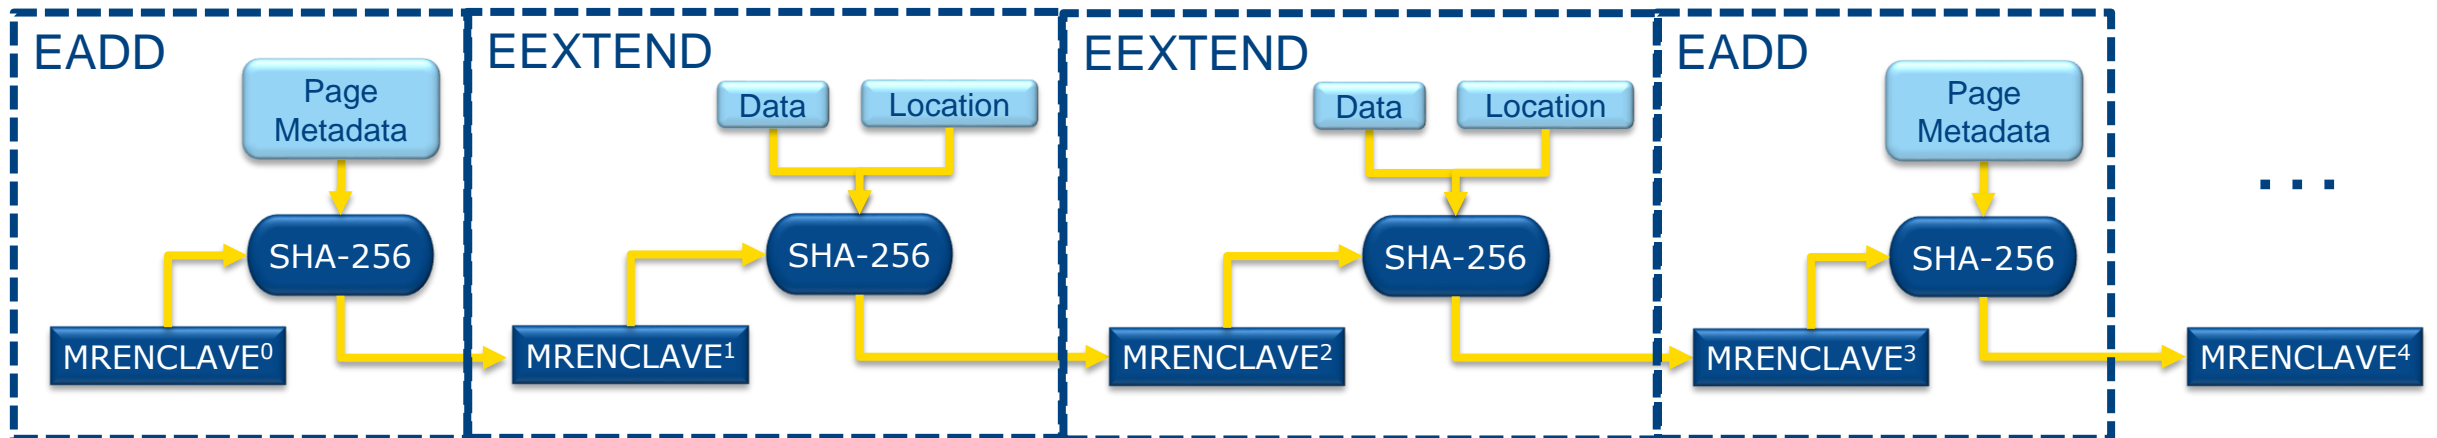 EADD
Page
Metadata
SHA-256
MRENCLAVE⁰
EEXTEND
Data
Location
SHA-256
MRENCLAVE¹
EEXTEND
Data
Location
SHA-256
MRENCLAVE²
EADD
Page
Metadata
SHA-256
MRENCLAVE³
...
MRENCLAVE⁴